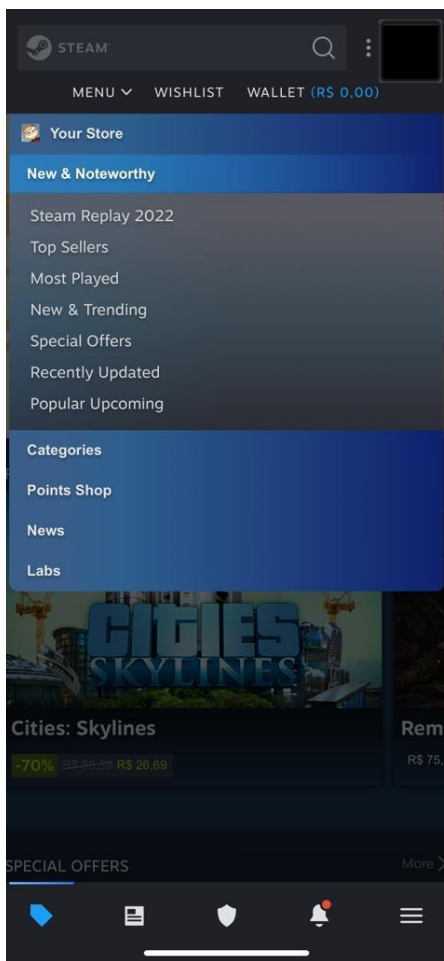 STEAM
MENU WISHLIST WALLET (R$ 0,00)
Your Store
New & Noteworthy
Steam Replay 2022
Top Sellers
Most Played
New & Trending
Special Offers
Recently Updated
Popular Upcoming
Categories
Points Shop
News
Labs
CITIES
SKYLINES
Cities: Skylines
Rem
-70% R$ 26,69
R$ 75,
SPECIAL OFFERS
More